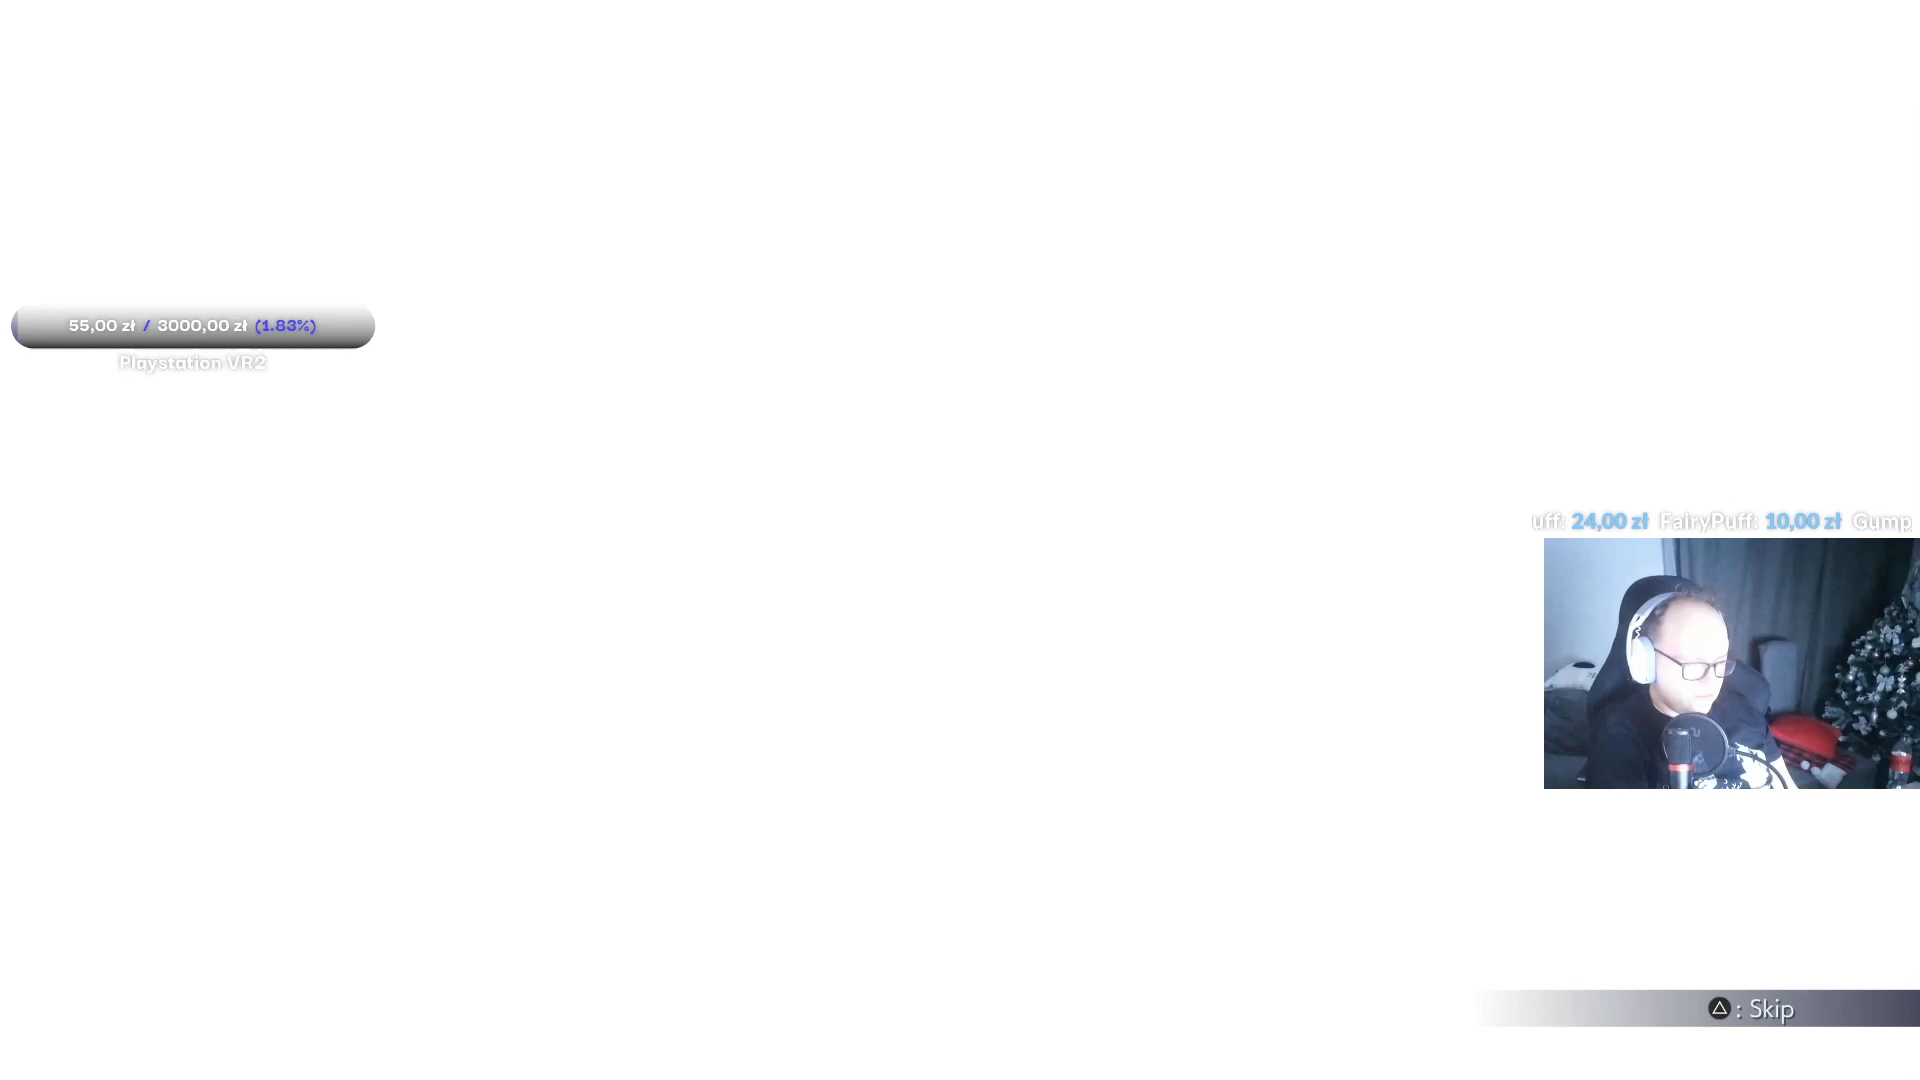 55,00 zł / 3000,00 zł (1.83%)
Playstation VR2
uff: 24,00 zł FairyPuff: 10,00 zł Gump
: Skip